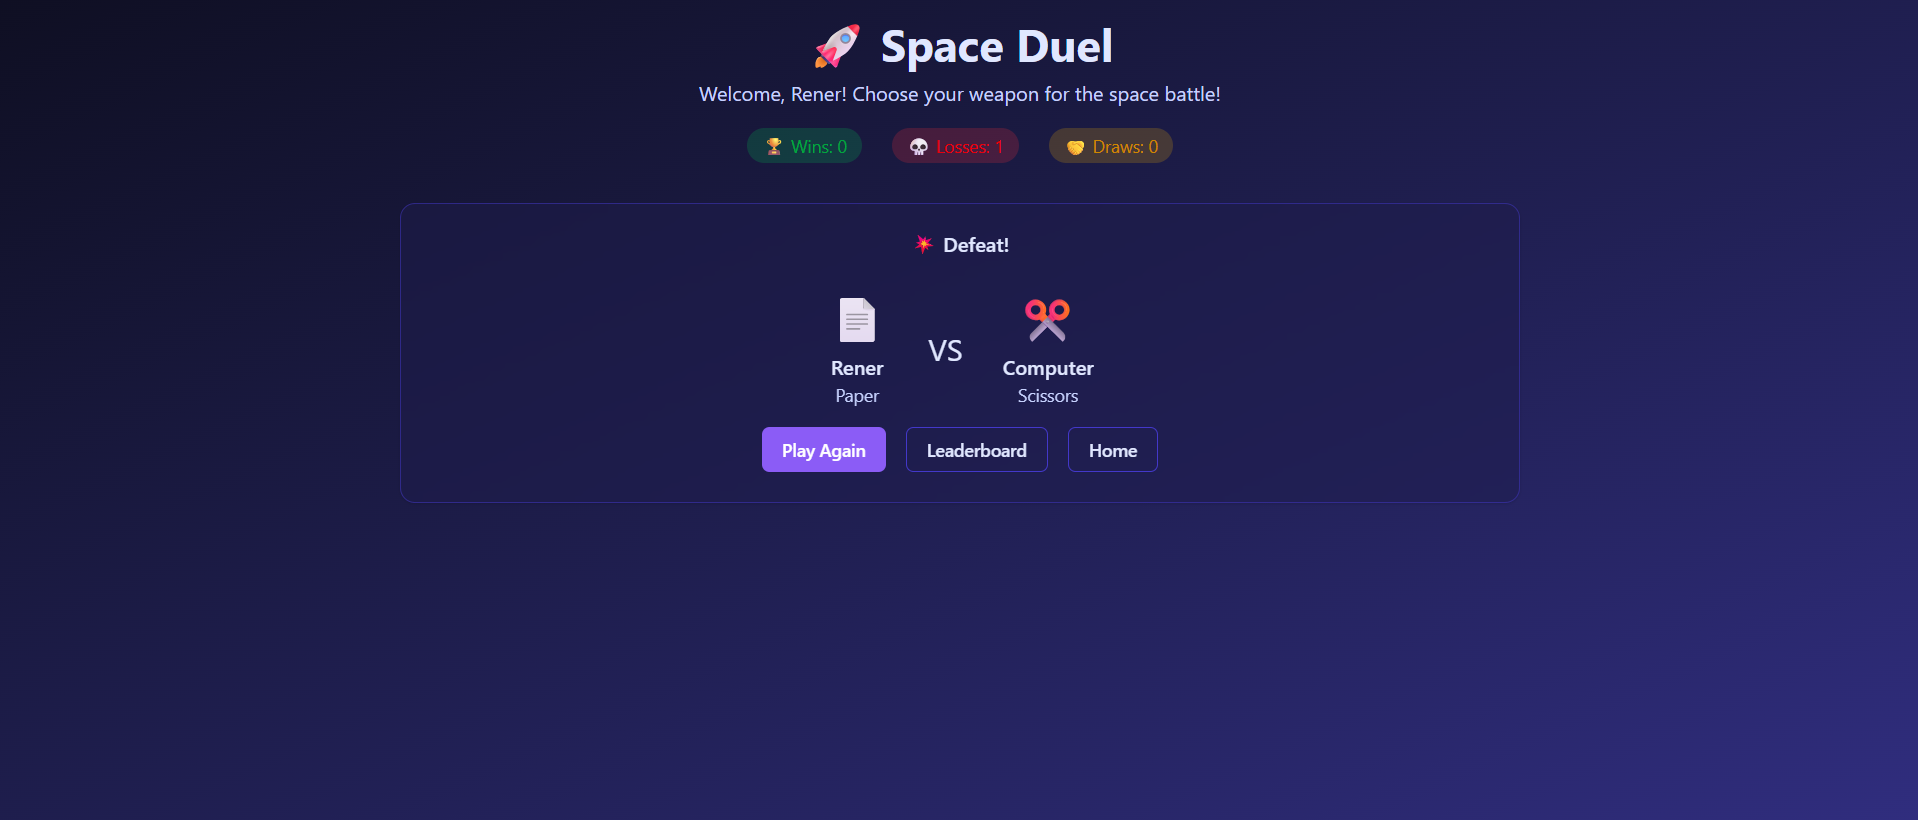 Space Duel
Welcome, Rener! Choose your weapon for the space battle!
Wins: 0
Losses: 1
Draws: 0
Defeat!
VS
Rener
Computer
Paper
Scissors
Play Again
Leaderboard
Home